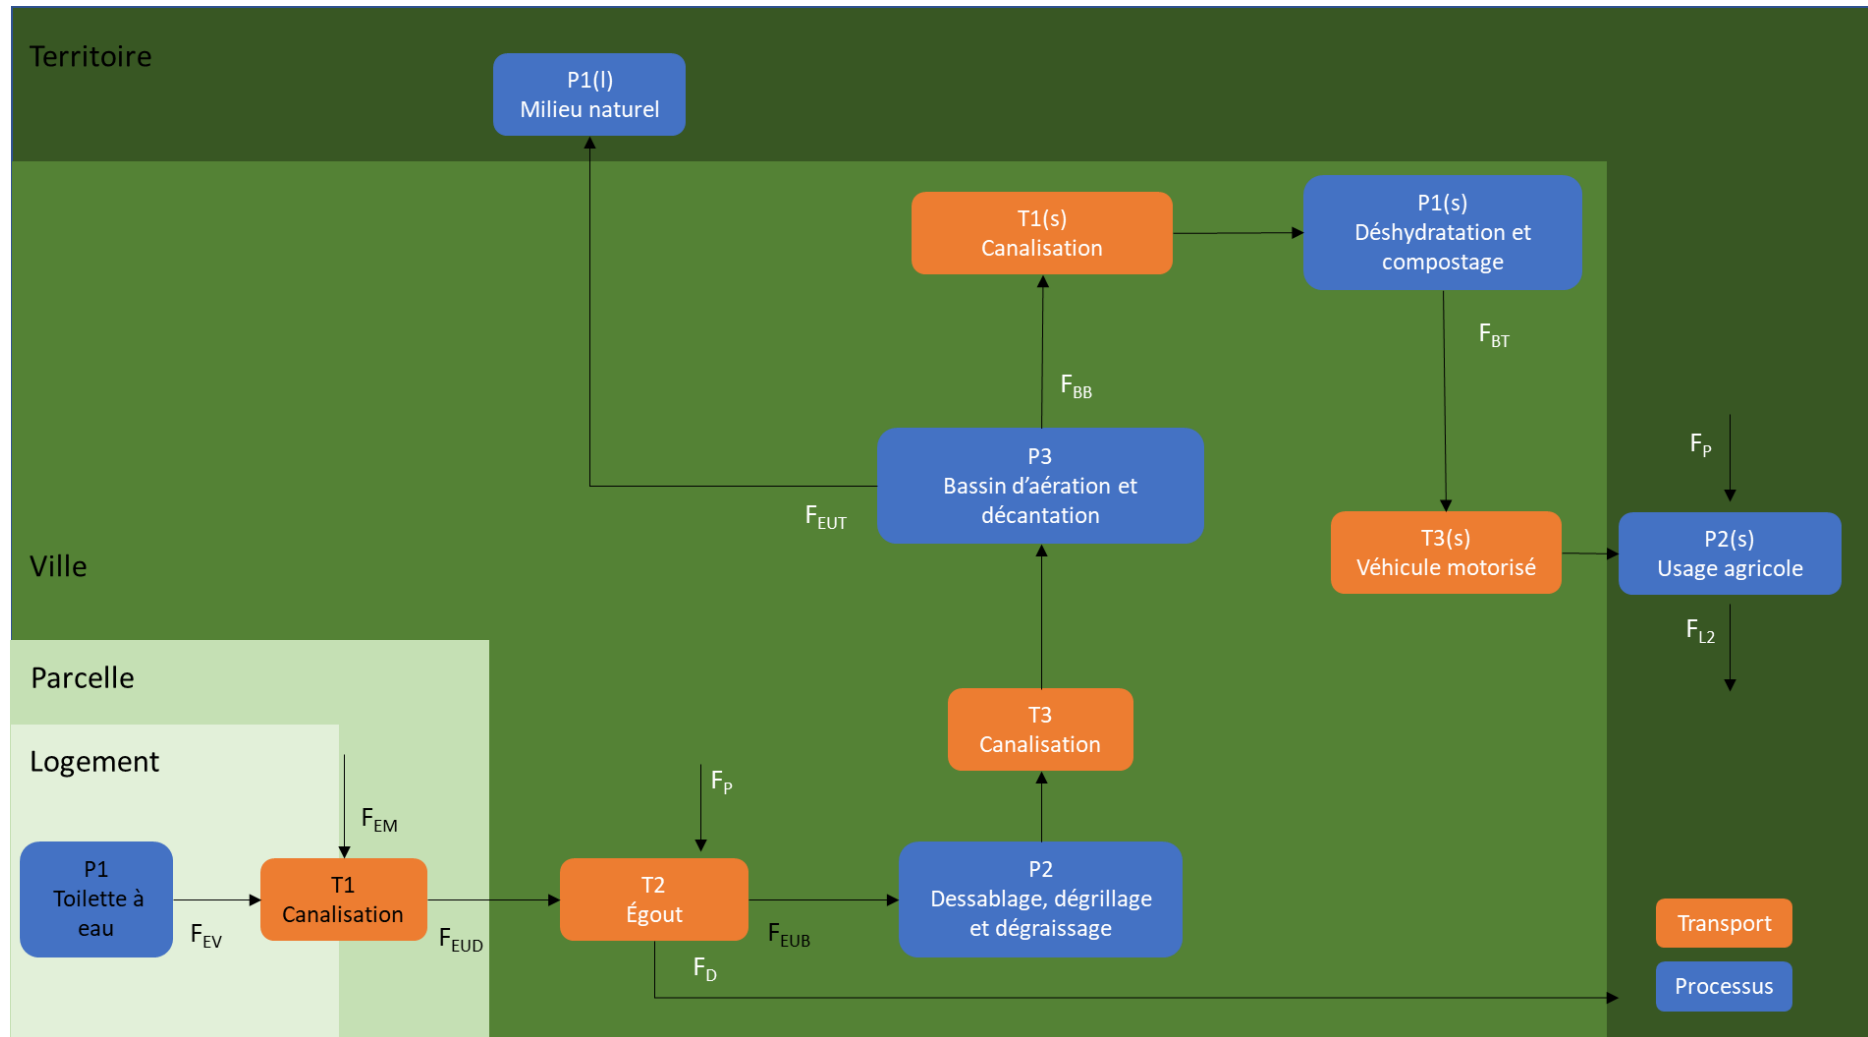 Territoire
P1(l)
Milieu naturel
T1(s)
Canalisation
P1(s)
Déshydratation et
compostage
F_BT
F_BB
P3
Bassin d'aération et
décantation
F_EUT
F_P
T3(s)
Véhicule motorisé
P2(s)
Usage agricole
F_L2
Ville
Parcelle
T3
Canalisation
Logement
F_EM
F_P
P1
Toilette à
eau
F_EV
T1
Canalisation
F_EUD
T2
Égout
F_EUB
F_D
P2
Dessablage, dégrillage
et dégraissage
Transport
Processus